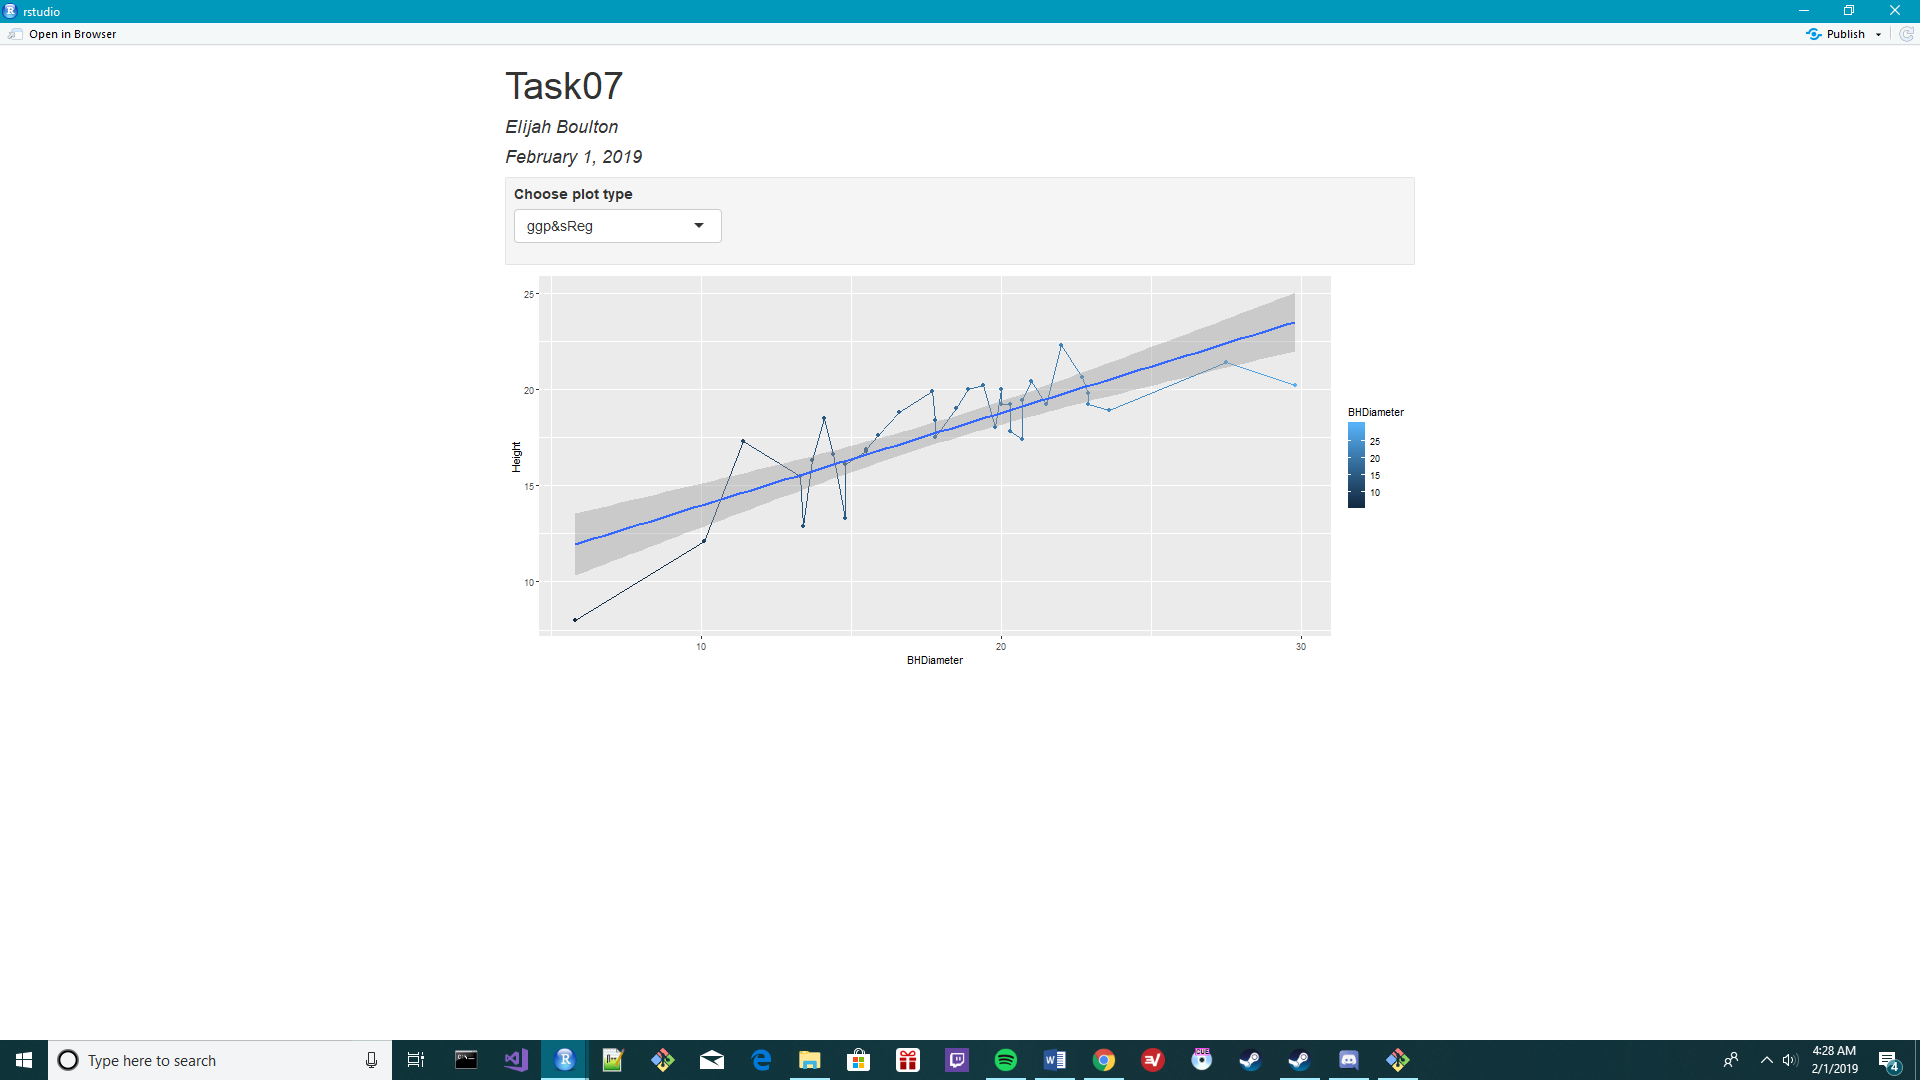 rstudio
Open in Browser
Publish
Task07
Elijah Boulton
February 1, 2019
Choose plot type
ggp&sReg
25
20
15
10
Height
10
20
30
BHDiameter
BHDiameter
25
20
15
10
Type here to search
4:28 AM
2/1/2019
4